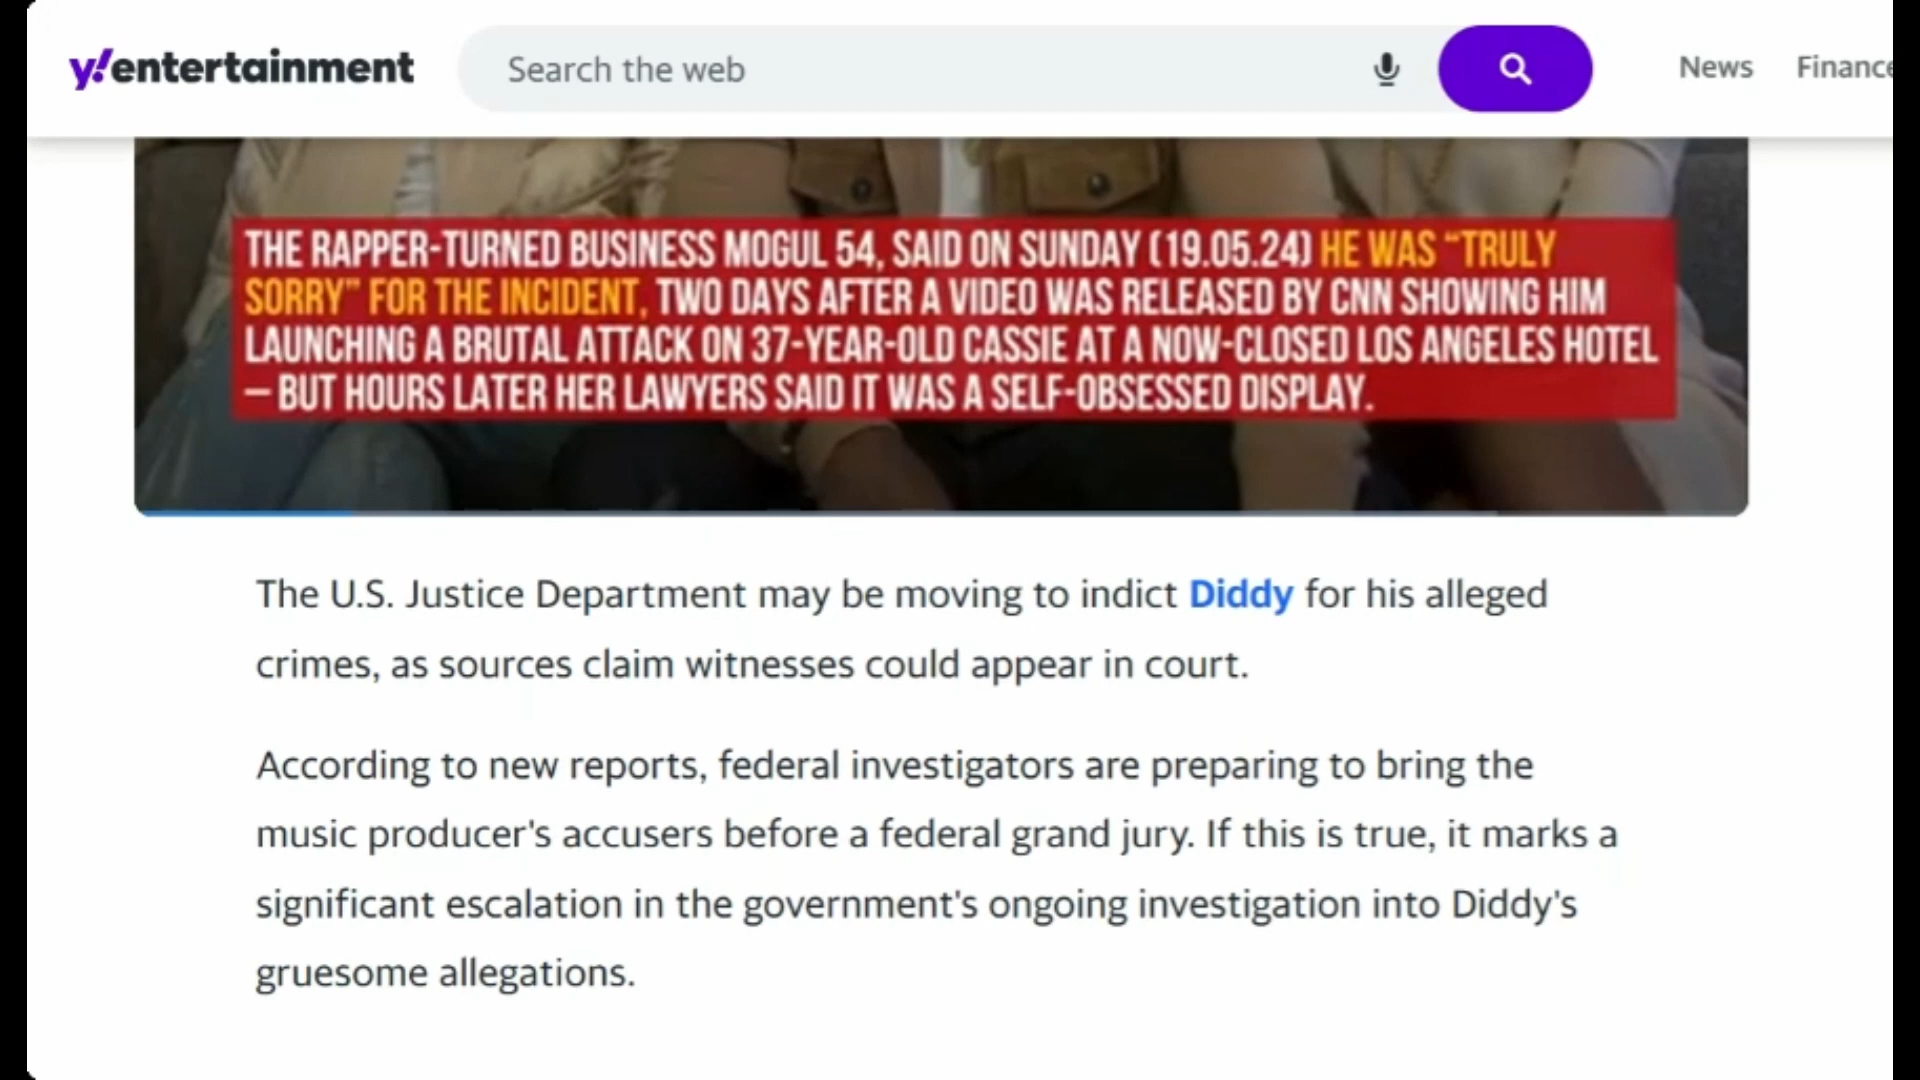 y!entertainment
Search the web
News
Finance
THE RAPPER-TURNED BUSINESS MOGUL 54, SAID ON SUNDAY (19.05.24) HE WAS “TRULY
SORRY” FOR THE INCIDENT, TWO DAYS AFTER A VIDEO WAS RELEASED BY CNN SHOWING HIM
LAUNCHING A BRUTAL ATTACK ON 37-YEAR-OLD CASSIE AT A NOW-CLOSED LOS ANGELES HOTEL
– BUT HOURS LATER HER LAWYERS SAID IT WAS A SELF-OBSESSED DISPLAY.
The U.S. Justice Department may be moving to indict Diddy for his alleged
crimes, as sources claim witnesses could appear in court.
According to new reports, federal investigators are preparing to bring the
music producer's accusers before a federal grand jury. If this is true, it marks a
significant escalation in the government's ongoing investigation into Diddy's
gruesome allegations.